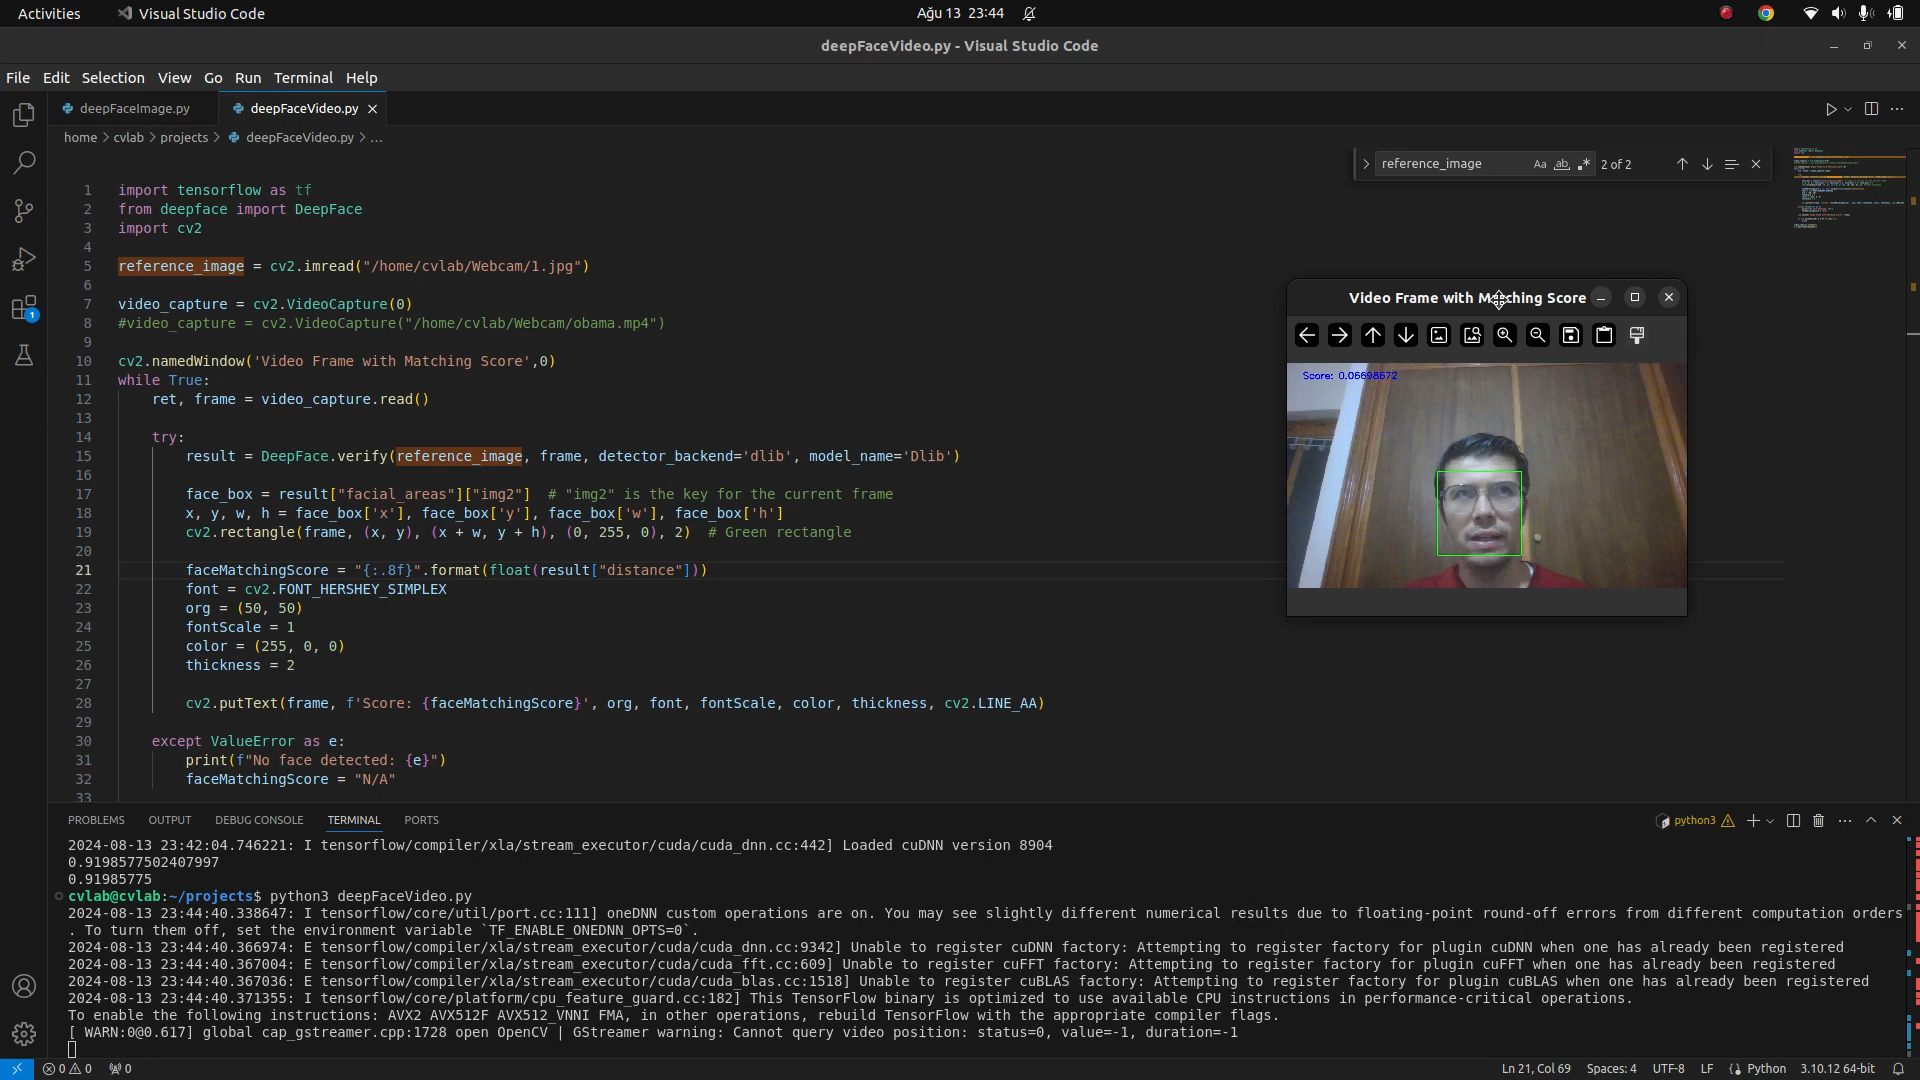 Activities
Visual Studio Code
Ağu 13 23:44
deepFaceVideo.py - Visual Studio Code
File Edit Selection View Go Run Terminal Help
deepFaceImage.py
deepFaceVideo.py
home > cvlab > projects > deepFaceVideo.py > ...
reference_image
Aa ab 2 of 2
1 import tensorflow as tf
2 from deepface import DeepFace
3 import cv2
4
5 reference_image = cv2.imread("/home/cvlab/Webcam/1.jpg")
6
7 video_capture = cv2.VideoCapture(0)
8 #video_capture = cv2.VideoCapture("/home/cvlab/Webcam/obama.mp4")
9
10 cv2.namedWindow('Video Frame with Matching Score',0)
11 while True:
12 ret, frame = video_capture.read()
13
14 try:
15 result = DeepFace.verify(reference_image, frame, detector_backend='dlib', model_name='Dlib')
16
17 face_box = result["facial_areas"]["img2"] # "img2" is the key for the current frame
18 x, y, w, h = face_box['x'], face_box['y'], face_box['w'], face_box['h']
19 cv2.rectangle(frame, (x, y), (x + w, y + h), (0, 255, 0), 2) # Green rectangle
20
21 faceMatchingScore = "{:.8f}".format(float(result["distance"]))
22 font = cv2.FONT_HERSHEY_SIMPLEX
23 org = (50, 50)
24 fontScale = 1
25 color = (255, 0, 0)
26 thickness = 2
27
28 cv2.putText(frame, f'Score: {faceMatchingScore}', org, font, fontScale, color, thickness, cv2.LINE_AA)
29
30 except ValueError as e:
31 print(f"No face detected: {e}")
32 faceMatchingScore = "N/A"
33
Video Frame with Matching Score
Score: 0.06698672
PROBLEMS OUTPUT DEBUG CONSOLE TERMINAL PORTS
python3
2024-08-13 23:42:04.746221: I tensorflow/compiler/xla/stream_executor/cuda/cuda_dnn.cc:442] Loaded cuDNN version 8904
0.9198577502407997
0.91985775
cvlab@cvlab:~/projects$ python3 deepFaceVideo.py
2024-08-13 23:44:40.338647: I tensorflow/core/util/port.cc:111] oneDNN custom operations are on. You may see slightly different numerical results due to floating-point round-off errors from different computation orders
. To turn them off, set the environment variable `TF_ENABLE_ONEDNN_OPTS=0`.
2024-08-13 23:44:40.366974: E tensorflow/compiler/xla/stream_executor/cuda/cuda_dnn.cc:9342] Unable to register cuDNN factory: Attempting to register factory for plugin cuDNN when one has already been registered
2024-08-13 23:44:40.367004: E tensorflow/compiler/xla/stream_executor/cuda/cuda_fft.cc:609] Unable to register cuFFT factory: Attempting to register factory for plugin cuFFT when one has already been registered
2024-08-13 23:44:40.367036: E tensorflow/compiler/xla/stream_executor/cuda/cuda_blas.cc:1518] Unable to register cuBLAS factory: Attempting to register factory for plugin cuBLAS when one has already been registered
2024-08-13 23:44:40.371355: I tensorflow/core/platform/cpu_feature_guard.cc:182] This TensorFlow binary is optimized to use available CPU instructions in performance-critical operations.
To enable the following instructions: AVX2 AVX512F AVX512_VNNI FMA, in other operations, rebuild TensorFlow with the appropriate compiler flags.
[ WARN:0@0.617] global cap_gstreamer.cpp:1728 open OpenCV | GStreamer warning: Cannot query video position: status=0, value=-1, duration=-1
0 0 0
Ln 21, Col 69 Spaces: 4 UTF-8 LF Python 3.10.12 64-bit